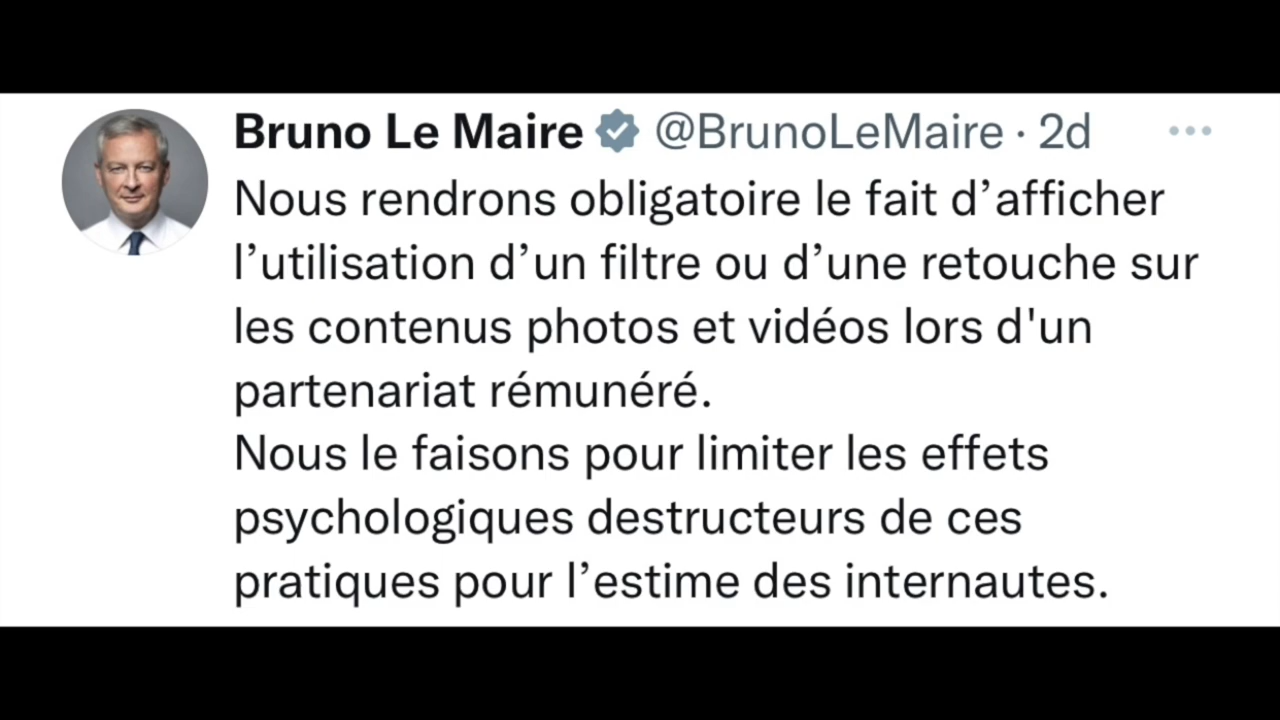 Bruno Le Maire @BrunoLeMaire · 2d
Nous rendrons obligatoire le fait d’afficher
l’utilisation d’un filtre ou d’une retouche sur
les contenus photos et vidéos lors d'un
partenariat rémunéré.
Nous le faisons pour limiter les effets
psychologiques destructeurs de ces
pratiques pour l’estime des internautes.